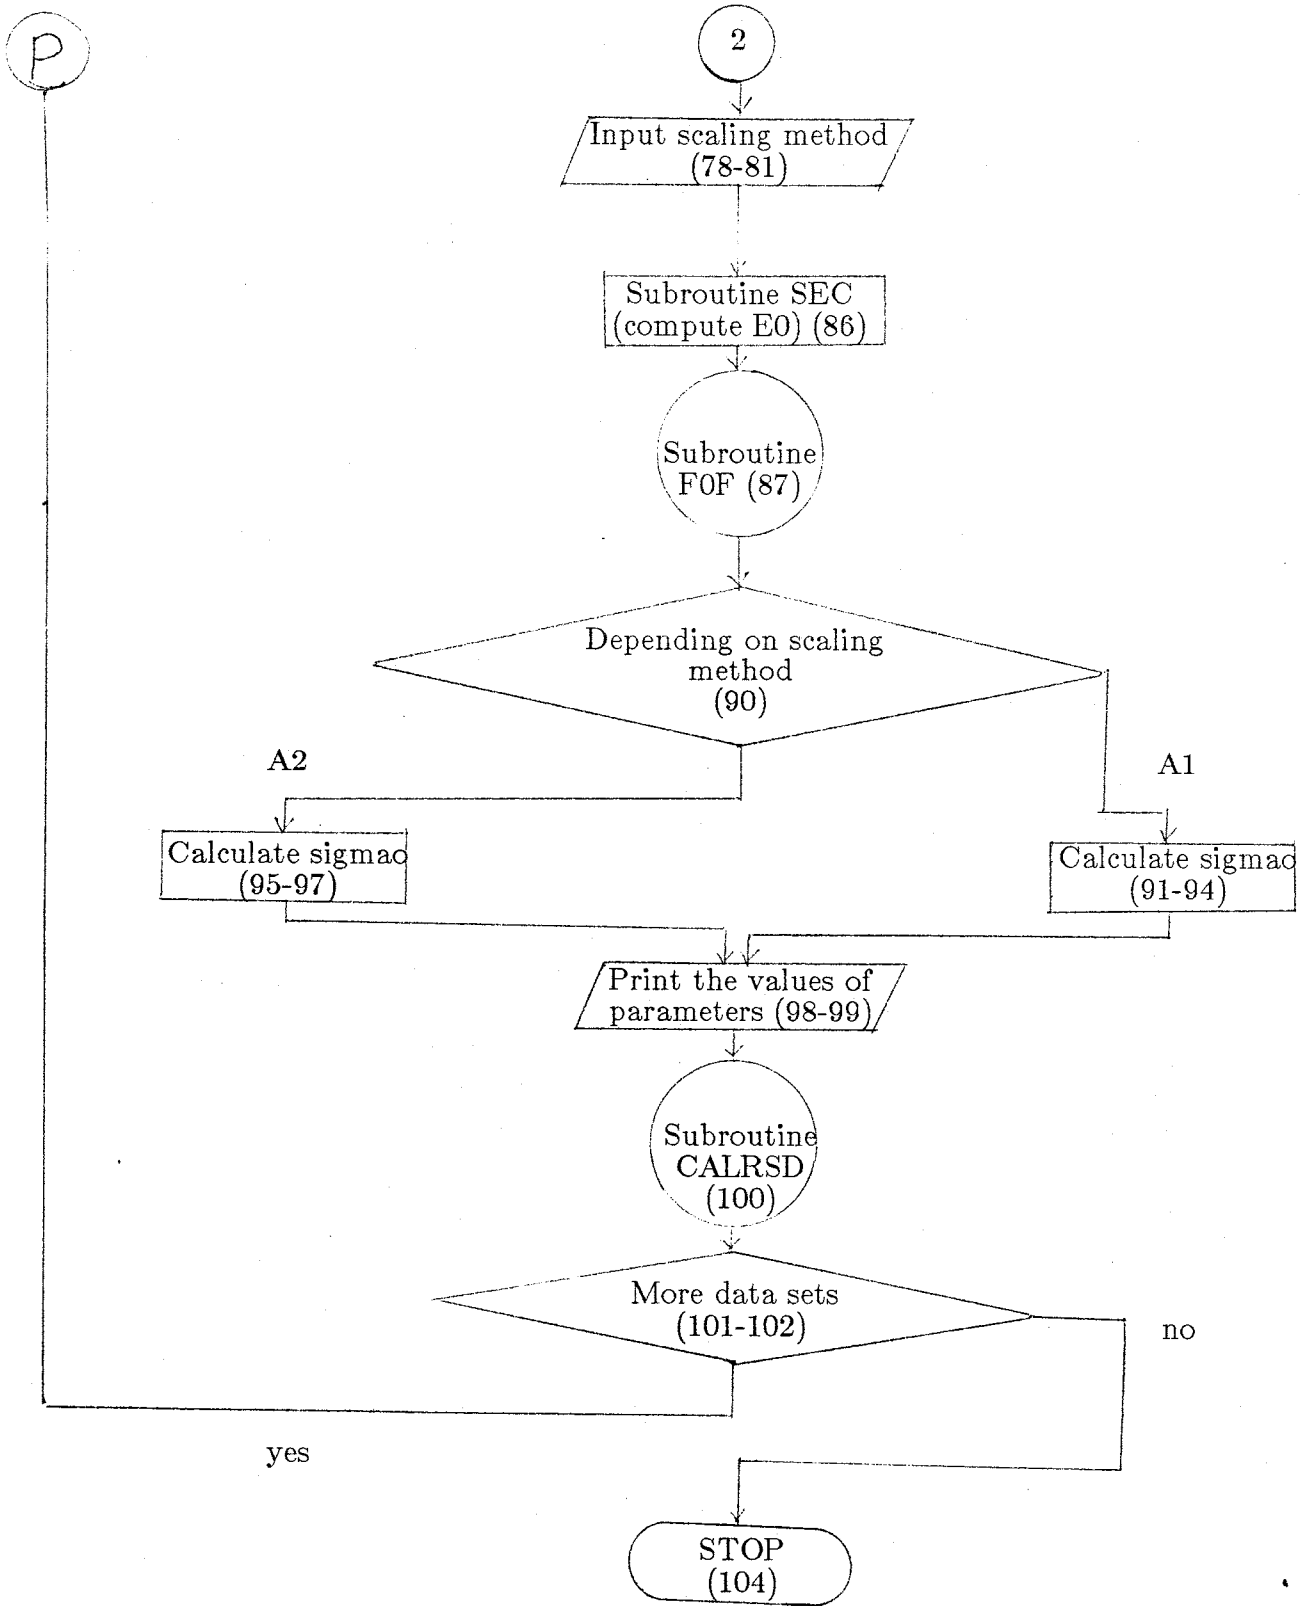 P
2
Input scaling method
(78-81)
Subroutine SEC
(compute E0) (86)
Subroutine
F0F (87)
Depending on scaling
method
(90)
A2
A1
Calculate sigmao
(95-97)
Calculate sigmao
(91-94)
Print the values of
parameters (98-99)
Subroutine
CALRSD
(100)
More data sets
(101-102)
no
yes
STOP
(104)